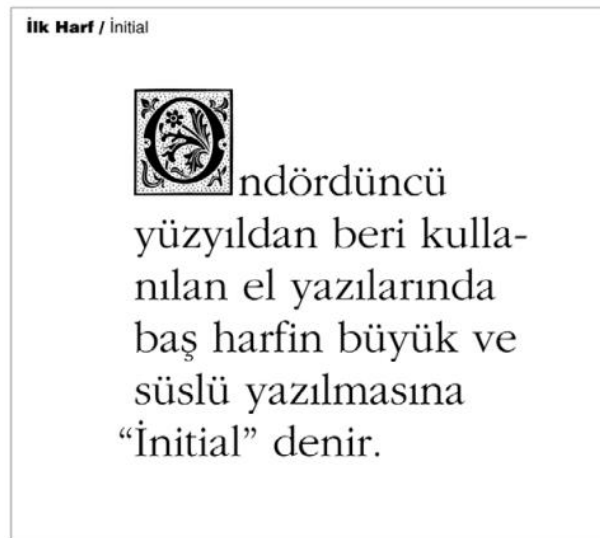 İlk Harf / İnitial
Ondördüncü
yüzyıldan beri kulla-
nılan el yazılarında
baş harfin büyük ve
süslü yazılmasına
“İnitial” denir.